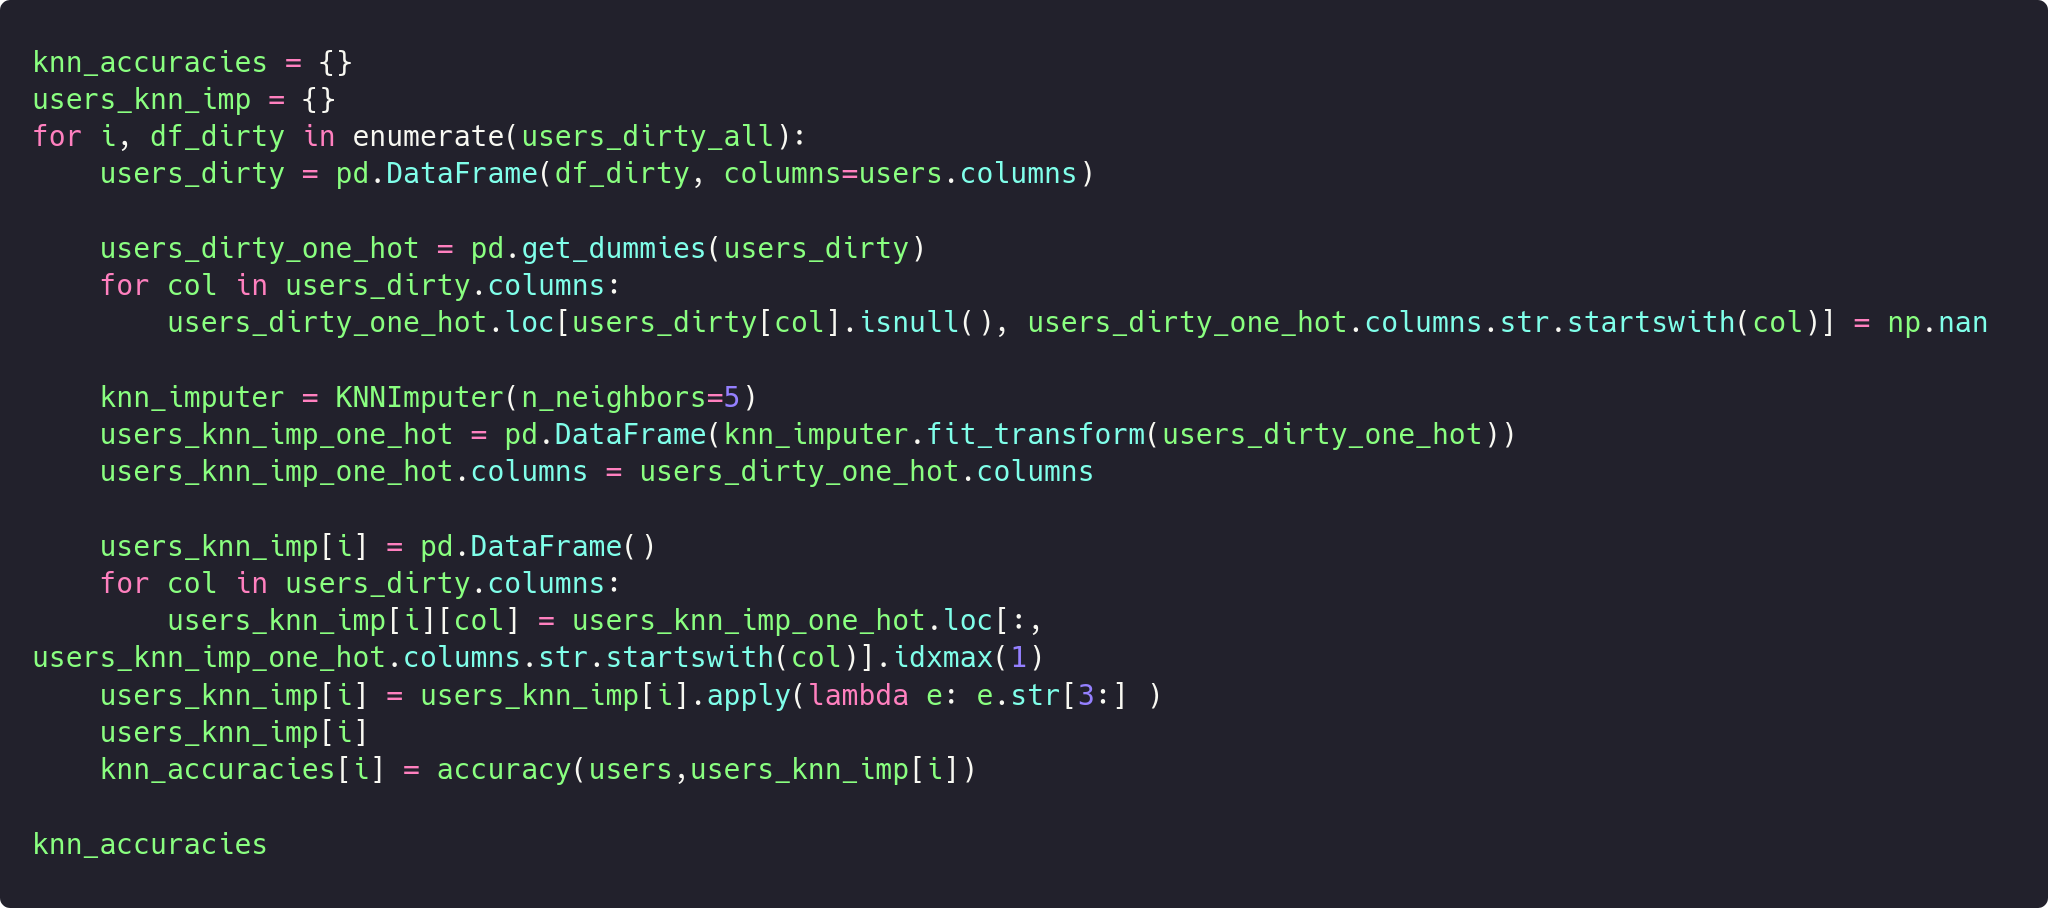 knn_accuracies = {}
users_knn_imp = {}
for i, df_dirty in enumerate(users_dirty_all):
    users_dirty = pd.DataFrame(df_dirty, columns=users.columns)

    users_dirty_one_hot = pd.get_dummies(users_dirty)
    for col in users_dirty.columns:
        users_dirty_one_hot.loc[users_dirty[col].isnull(), users_dirty_one_hot.columns.str.startswith(col)] = np.nan

    knn_imputer = KNNImputer(n_neighbors=5)
    users_knn_imp_one_hot = pd.DataFrame(knn_imputer.fit_transform(users_dirty_one_hot))
    users_knn_imp_one_hot.columns = users_dirty_one_hot.columns

    users_knn_imp[i] = pd.DataFrame()
    for col in users_dirty.columns:
        users_knn_imp[i][col] = users_knn_imp_one_hot.loc[:,
users_knn_imp_one_hot.columns.str.startswith(col)].idxmax(1)
    users_knn_imp[i] = users_knn_imp[i].apply(lambda e: e.str[3:] )
    users_knn_imp[i]
    knn_accuracies[i] = accuracy(users,users_knn_imp[i])

knn_accuracies